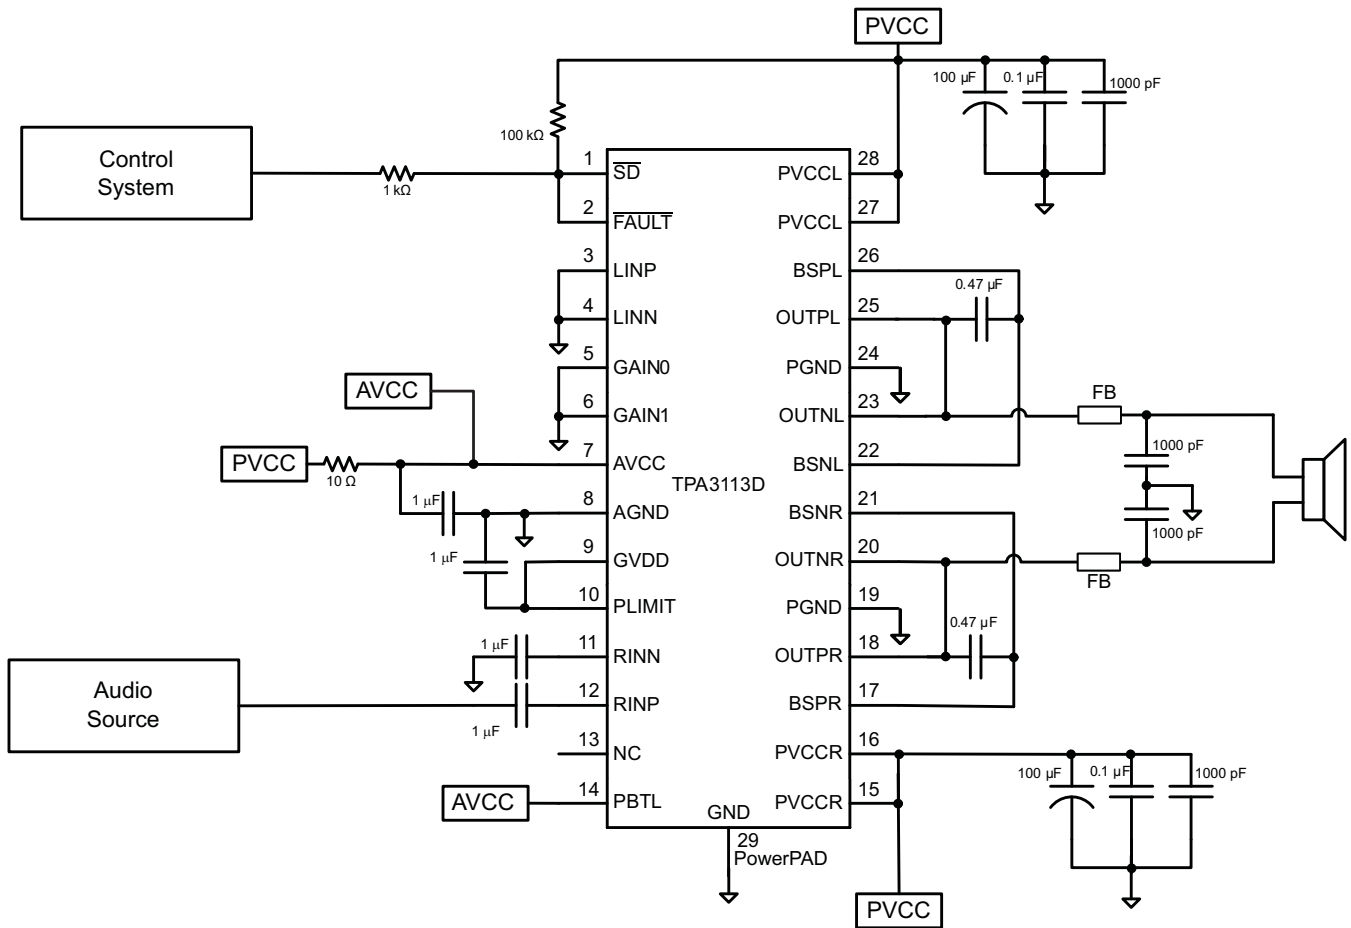 PVCC
100 µF
0.1 µF
1000 pF
100 kΩ
Control
System
1 kΩ
1
SD
28
PVCCL
2
FAULT
27
PVCCL
3
LINP
26
BSPL
0.47 µF
4
LINN
25
OUTPL
5
GAIN0
24
PGND
AVCC
6
GAIN1
23
OUTNL
FB
PVCC
10 Ω
7
AVCC
22
BSNL
1000 pF
TPA3113D
1 µF
8
AGND
21
BSNR
1000 pF
1 µF
9
GVDD
20
OUTNR
FB
10
PLIMIT
19
PGND
0.47 µF
1 µF
11
RINN
18
OUTPR
Audio
Source
12
RINP
17
BSPR
1 µF
13
NC
16
PVCCR
100 µF
0.1 µF
1000 pF
AVCC
14
PBTL
15
PVCCR
GND
29
PowerPAD
PVCC